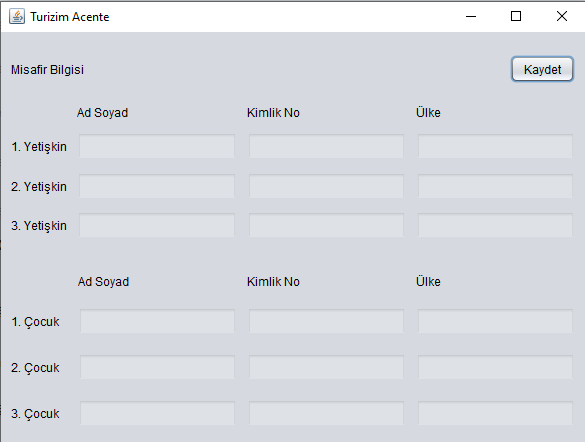 Turizim Acente
Misafir Bilgisi
Kaydet
Ad Soyad Kimlik No Ülke
1. Yetişkin
2. Yetişkin
3. Yetişkin
Ad Soyad Kimlik No Ülke
1. Çocuk
2. Çocuk
3. Çocuk